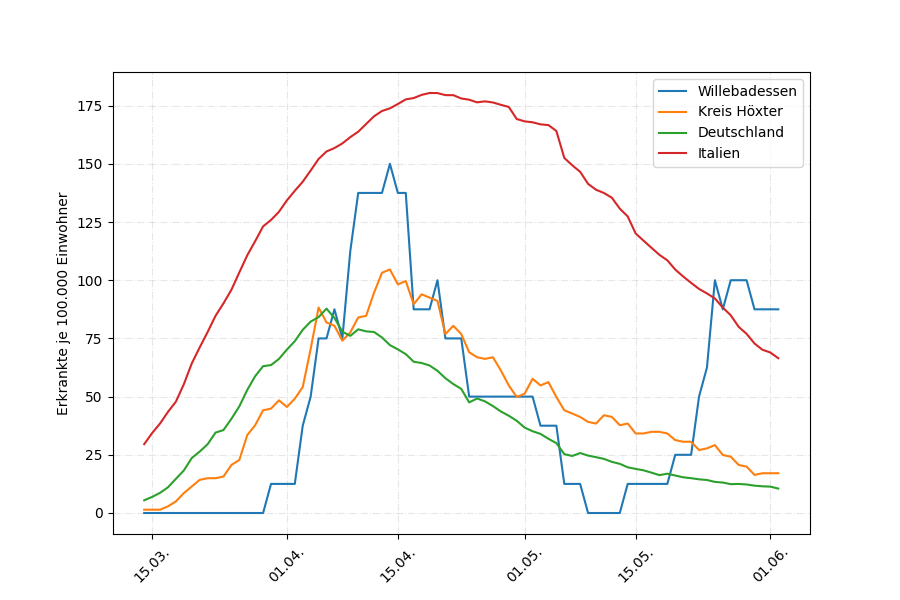 Erkrankte je 100.000 Einwohner
175
150
125
100
75
50
25
0
15.03.
01.04.
15.04.
01.05.
15.05.
01.06.
Willebadessen
Kreis Höxter
Deutschland
Italien